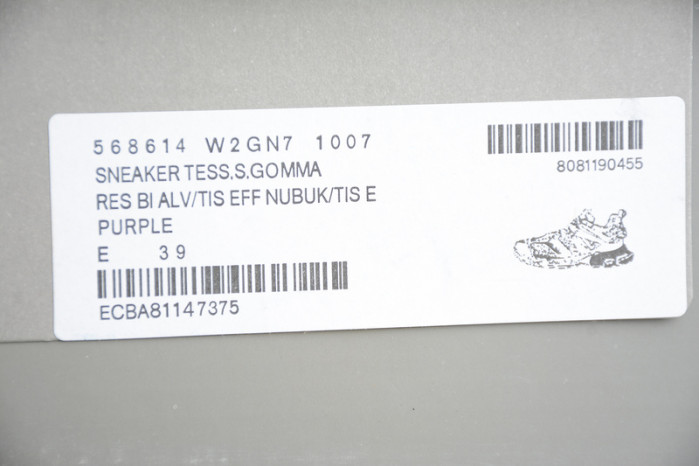 568614 W2GN7 1007
SNEAKER TESS.S.GOMMA
RES BI ALV/TIS EFF NUBUK/TIS E
PURPLE
E 39
ECBA81147375
8081190455